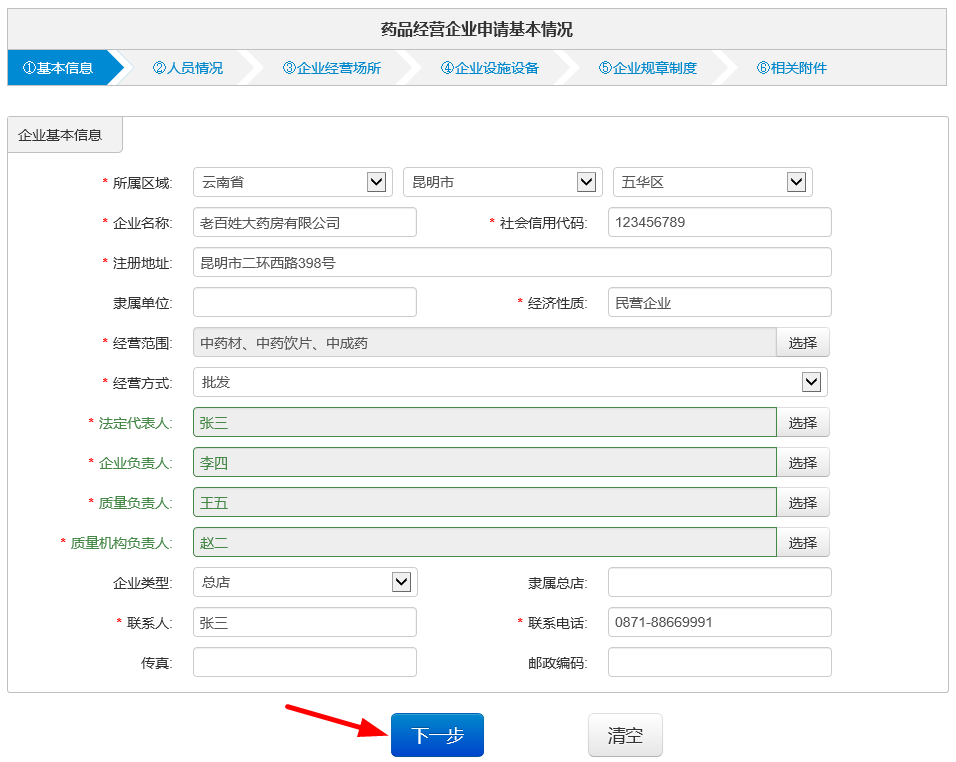 药品经营企业申请基本情况
①基本信息 ②人员情况 ③企业经营场所 ④企业设施设备 ⑤企业规章制度 ⑥相关附件
企业基本信息
* 所属区域: 云南省 昆明市 五华区
* 企业名称: 老百姓大药房有限公司 * 社会信用代码: 123456789
* 注册地址: 昆明市二环西路398号
隶属单位: * 经济性质: 民营企业
* 经营范围: 中药材、中药饮片、中成药 选择
* 经营方式: 批发
* 法定代表人: 张三 选择
* 企业负责人: 李四 选择
* 质量负责人: 王五 选择
* 质量机构负责人: 赵二 选择
企业类型: 总店 隶属总店:
* 联系人: 张三 * 联系电话: 0871-88669991
传真: 邮政编码:
下一步 清空